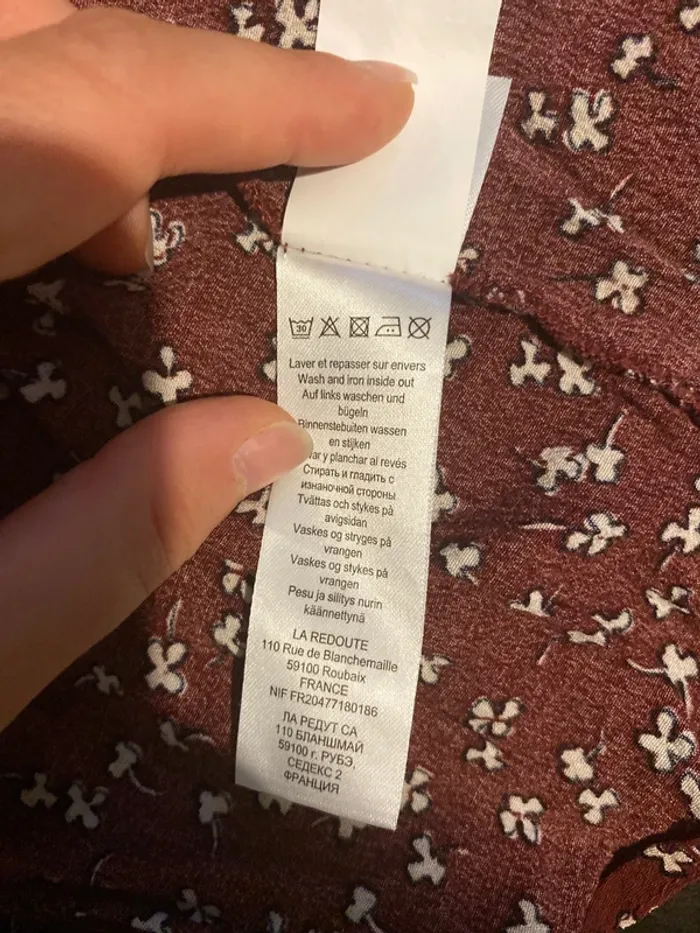 30
Laver et repasser sur envers
Wash and iron inside out
Auf links waschen und
bügeln
Binnenstebuiten wassen
en stijken
y planchar al revés
Стирать и гладить с
изнаночной стороны
Tvättas och stykes på
avigsidan
Vaskes og stryges på
vrangen
Vaskes og stykes på
vrangen
Pesu ja silitys nurin
käännettynä
LA REDOUTE
110 Rue de Blanchemaille
59100 Roubaix
FRANCE
NIF FR20477180186
ЛА РЕДУТ СА
110 БЛАНШМАЙ
59100 г. РУБЭ,
СЕДЕКС 2
ФРАНЦИЯ